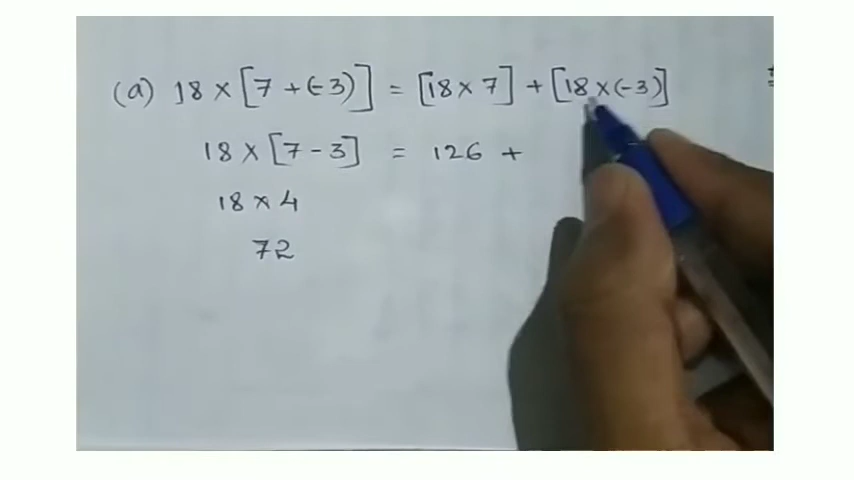 (a) 18 × [7 + (-3)] = [18 × 7] + [18 × (-3)]
18 × [7 - 3] = 126 +
18 × 4
72